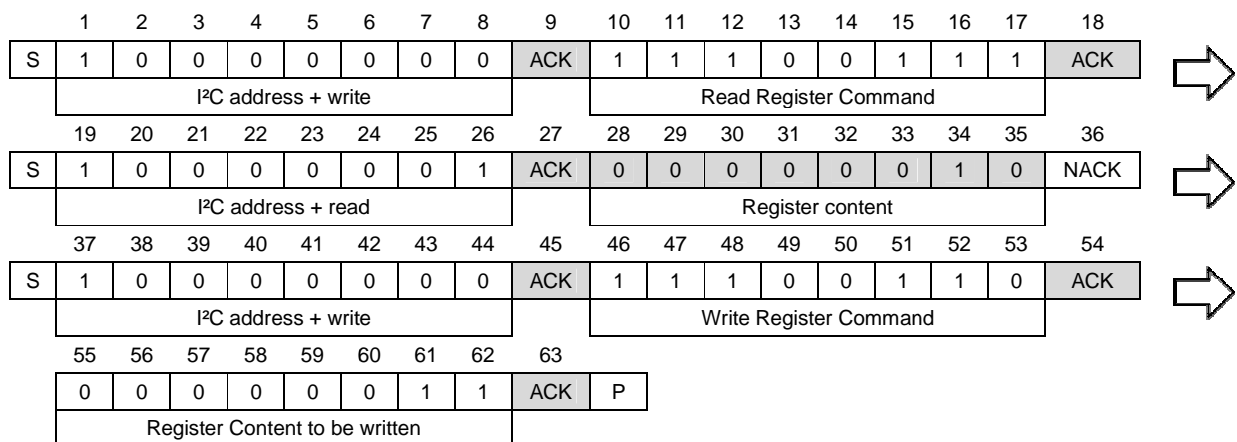 1 2 3 4 5 6 7 8 9 10 11 12 13 14 15 16 17 18
S 1 0 0 0 0 0 0 0 ACK 1 1 1 0 0 1 1 1 ACK
I²C address + write Read Register Command
19 20 21 22 23 24 25 26 27 28 29 30 31 32 33 34 35 36
S 1 0 0 0 0 0 0 1 ACK 0 0 0 0 0 0 1 0 NACK
I²C address + read Register content
37 38 39 40 41 42 43 44 45 46 47 48 49 50 51 52 53 54
S 1 0 0 0 0 0 0 0 ACK 1 1 1 0 0 1 1 0 ACK
I²C address + write Write Register Command
55 56 57 58 59 60 61 62 63
0 0 0 0 0 0 1 1 ACK P
Register Content to be written